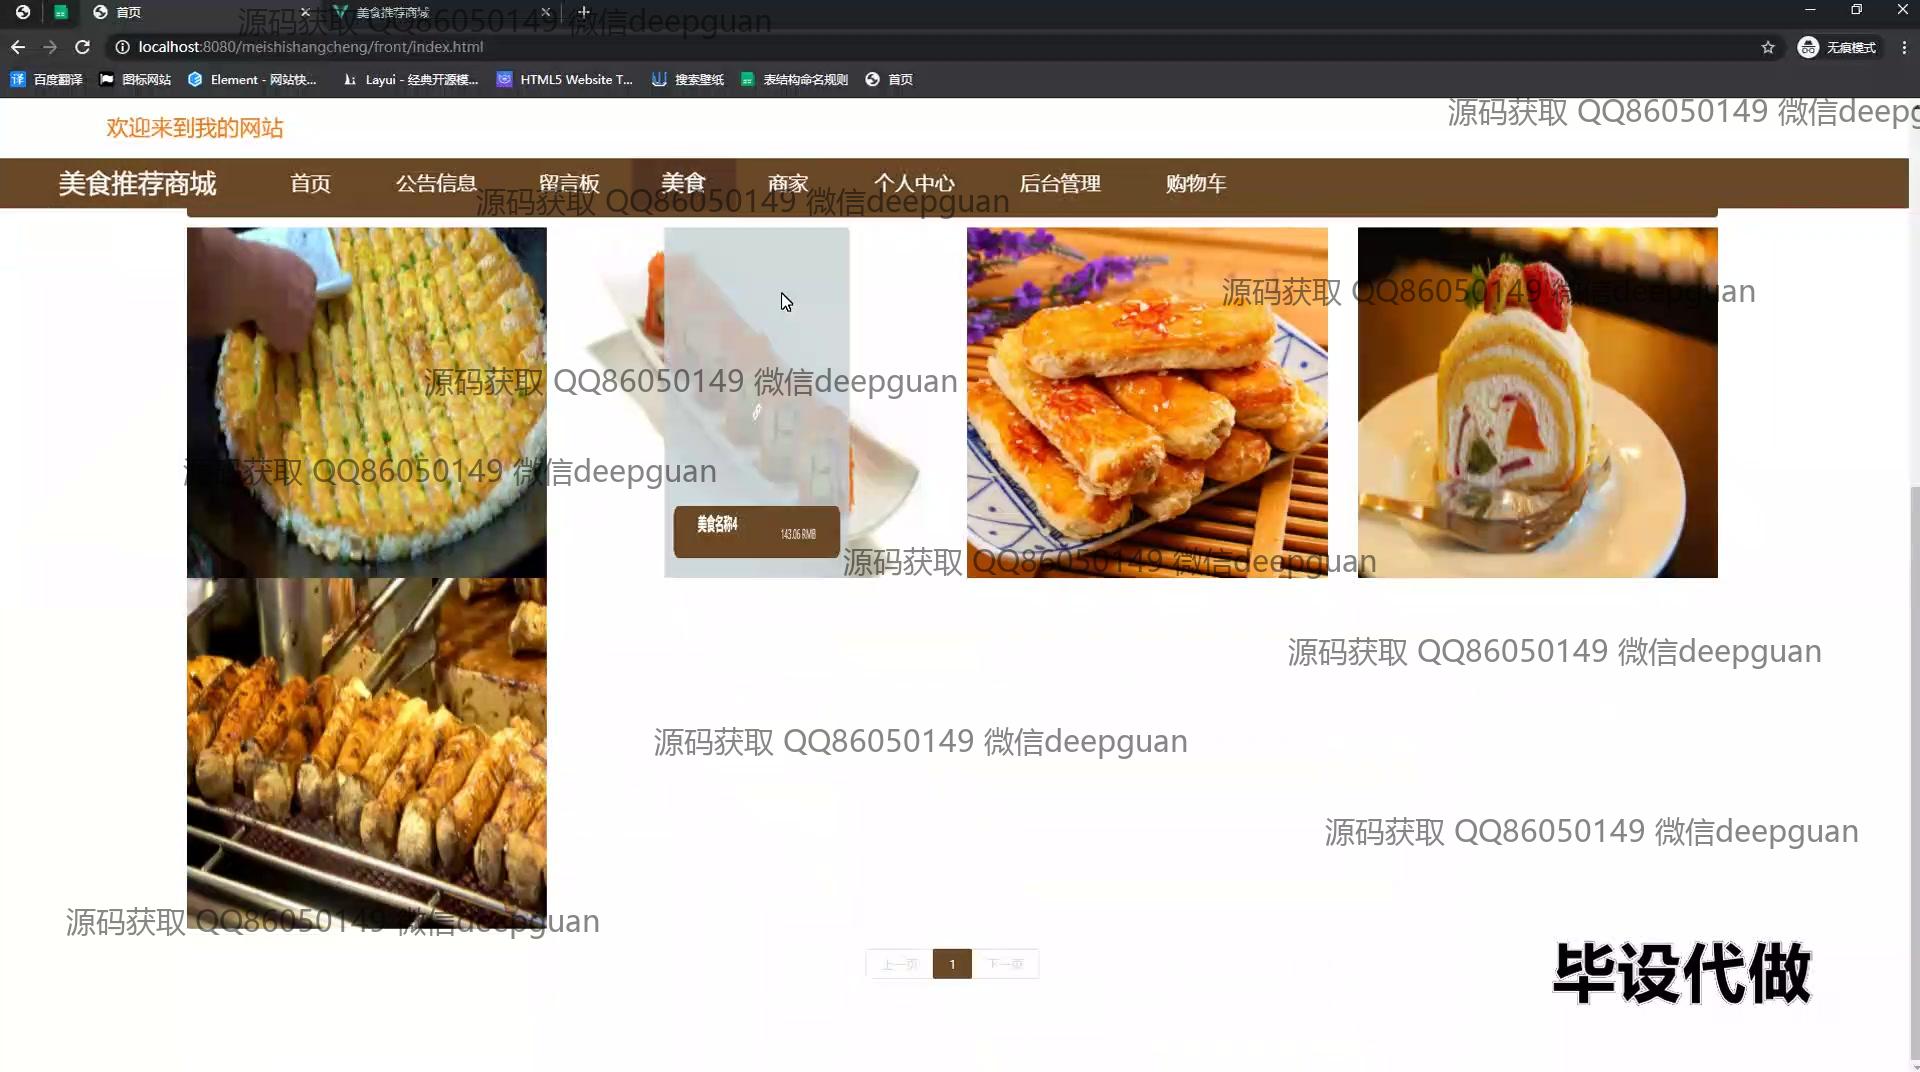 首页
美食推荐商城
源码获取 QQ86050149 微信deepguan
localhost:8080/meishishangcheng/front/index.html
无痕模式
百度翻译
图标网站
Element - 网站快...
Layui - 经典开源模...
HTML5 Website T...
搜索壁纸
表结构命名规则
首页
源码获取 QQ86050149 微信deepg
欢迎来到我的网站
美食推荐商城
首页
公告信息
留言板
美食
商家
个人中心
后台管理
购物车
源码获取 QQ86050149 微信deepguan
源码获取 QQ86050149 微信deepguan
源码获取 QQ86050149 微信deepguan
源码获取 QQ86050149 微信deepguan
美食名称4
143.06 RMB
源码获取 QQ86050149 微信deepguan
源码获取 QQ86050149 微信deepguan
源码获取 QQ86050149 微信deepguan
源码获取 QQ86050149 微信deepguan
源码获取 QQ86050149 微信deepguan
上一页
1
下一页
毕设代做